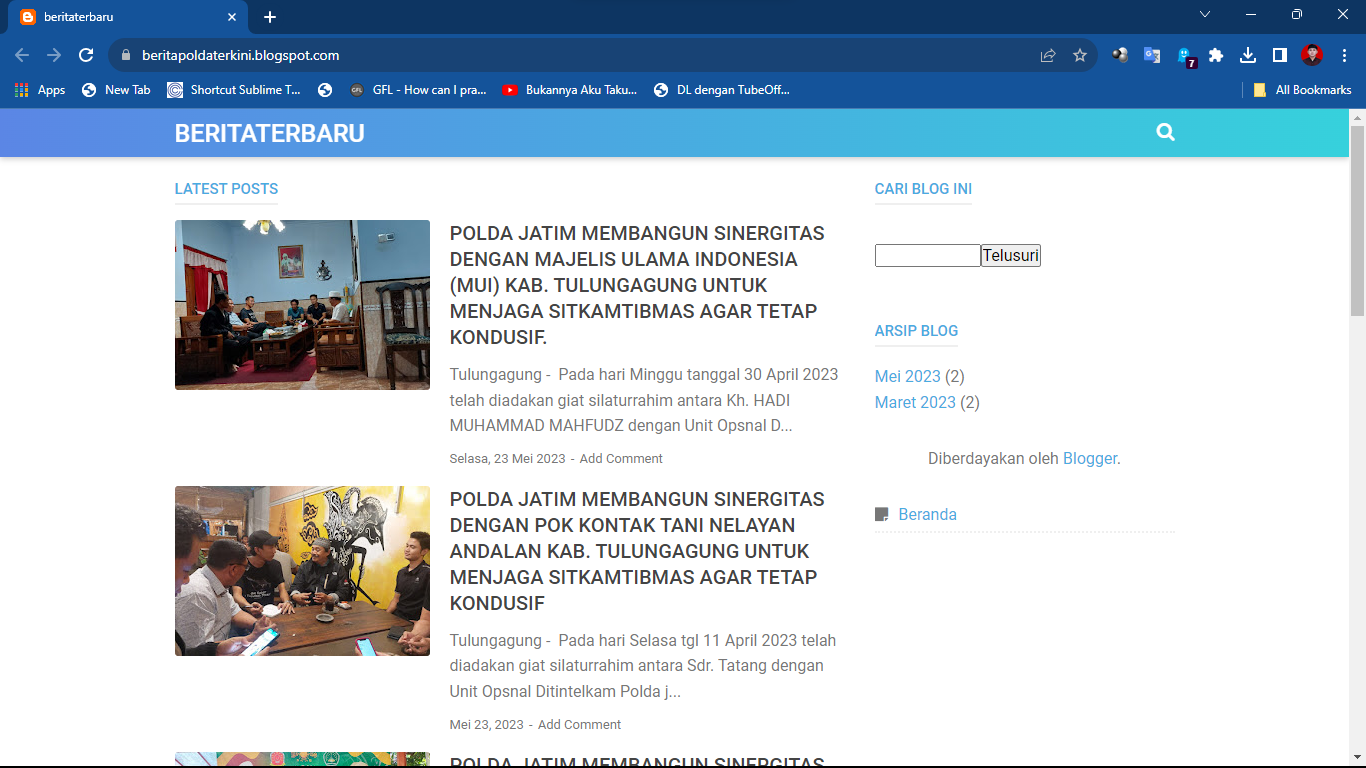 beritaterbaru
beritapoldaterkini.blogspot.com
7
Apps
New Tab
Shortcut Sublime T...
GFL - How can I pra...
Bukannya Aku Taku...
DL dengan TubeOff...
All Bookmarks
BERITATERBARU
LATEST POSTS
POLDA JATIM MEMBANGUN SINERGITAS
DENGAN MAJELIS ULAMA INDONESIA
(MUI) KAB. TULUNGAGUNG UNTUK
MENJAGA SITKAMTIBMAS AGAR TETAP
KONDUSIF.
Tulungagung - Pada hari Minggu tanggal 30 April 2023
telah diadakan giat silaturrahim antara Kh. HADI
MUHAMMAD MAHFUDZ dengan Unit Opsnal D...
Selasa, 23 Mei 2023 - Add Comment
POLDA JATIM MEMBANGUN SINERGITAS
DENGAN POK KONTAK TANI NELAYAN
ANDALAN KAB. TULUNGAGUNG UNTUK
MENJAGA SITKAMTIBMAS AGAR TETAP
KONDUSIF
Tulungagung - Pada hari Selasa tgl 11 April 2023 telah
diadakan giat silaturrahim antara Sdr. Tatang dengan
Unit Opsnal Ditintelkam Polda j...
Mei 23, 2023 - Add Comment
POLDA JATIM MEMBANGUN SINERGITAS
CARI BLOG INI
Telusuri
ARSIP BLOG
Mei 2023 (2)
Maret 2023 (2)
Diberdayakan oleh Blogger.
Beranda